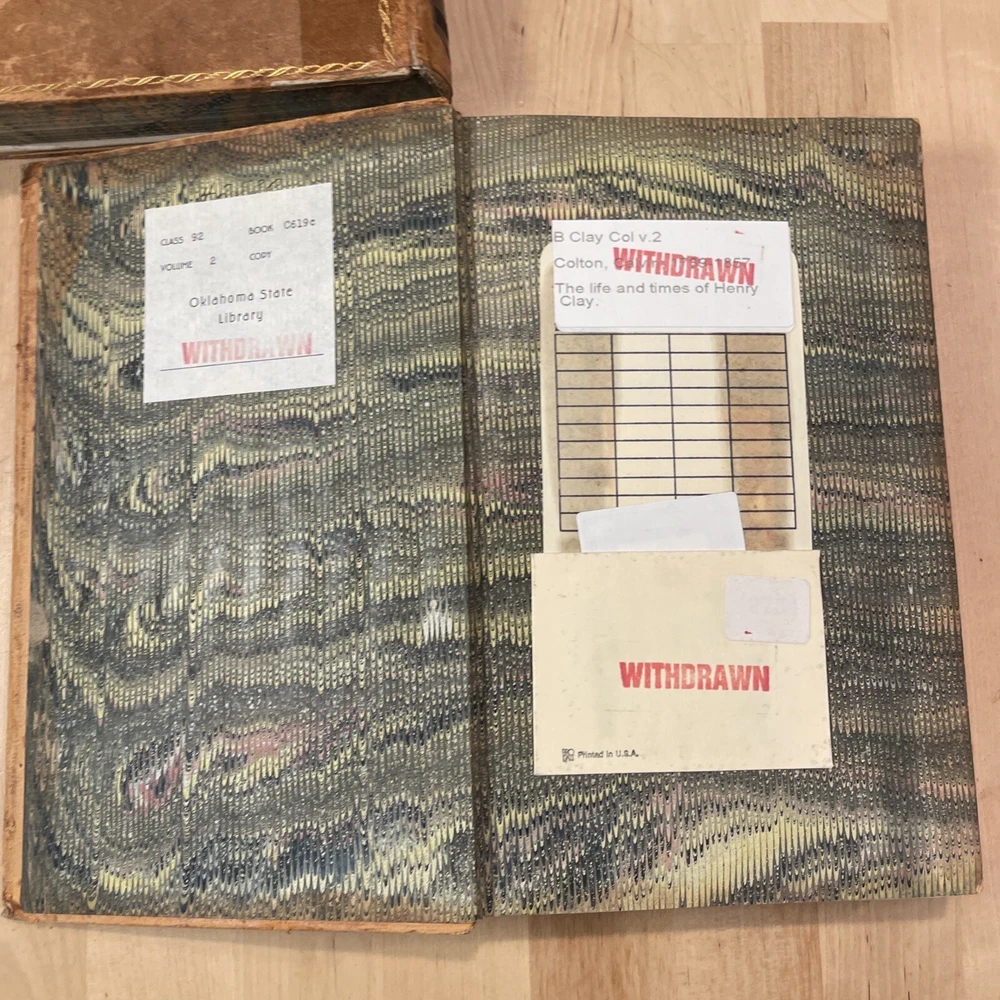 CLASS 92 BOOK C619c
VOLUME 2 COPY
Oklahoma State
Library
WITHDRAWN
B Clay Col v.2
WITHDRAWN
Colton, 1857
The life and times of Henry
Clay.
WITHDRAWN
Printed in U.S.A.